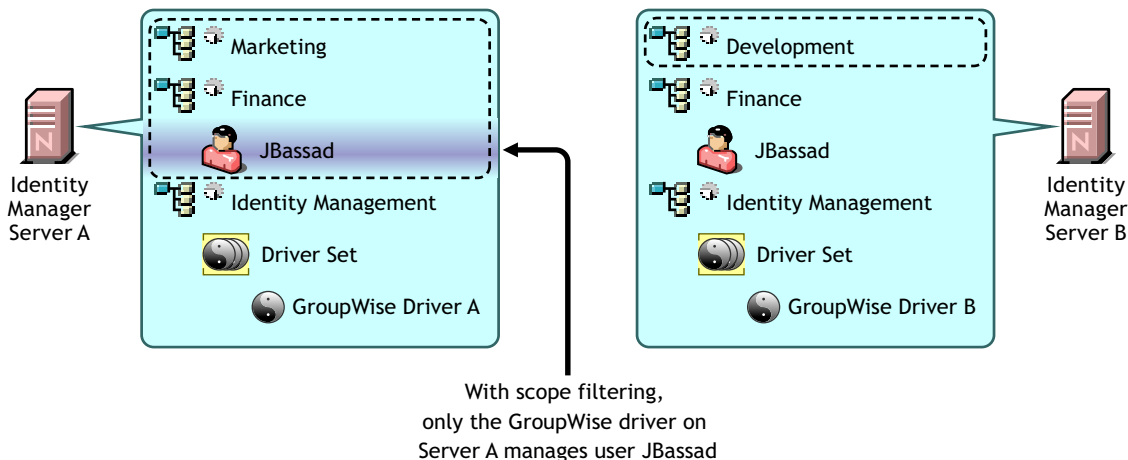 Marketing
Finance
JBassad
Identity Management
Driver Set
GroupWise Driver A
N
Identity
Manager
Server A
Development
Finance
JBassad
Identity Management
Driver Set
GroupWise Driver B
N
Identity
Manager
Server B
With scope filtering,
only the GroupWise driver on
Server A manages user JBassad